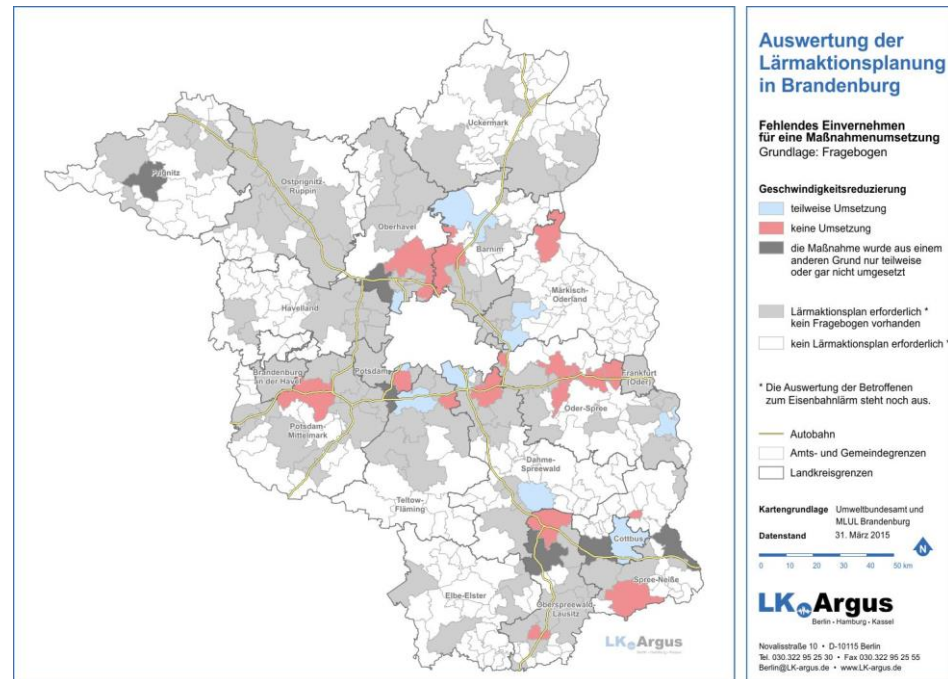 Uckermark
Prignitz
Ostprignitz-
Ruppin
Oberhavel
Barnim
Märkisch-
Oderland
Havelland
Brandenburg
an der Havel
Potsdam
Frankfurt
(Oder)
Oder-Spree
Potsdam-
Mittelmark
Dahme-
Spreewald
Teltow-
Fläming
Cottbus
Spree-Neiße
Elbe-Elster
Oberspreewald
Lausitz
LK Argus
Berlin • Hamburg • Kassel
Auswertung der
Lärmaktionsplanung
in Brandenburg
Fehlendes Einvernehmen
für eine Maßnahmenumsetzung
Grundlage: Fragebogen
Geschwindigkeitsreduzierung
teilweise Umsetzung
keine Umsetzung
die Maßnahme wurde aus einem
anderen Grund nur teilweise
oder gar nicht umgesetzt
Lärmaktionsplan erforderlich *
kein Fragebogen vorhanden
kein Lärmaktionsplan erforderlich *
* Die Auswertung der Betroffenen
zum Eisenbahnlärm steht noch aus.
Autobahn
Amts- und Gemeindegrenzen
Landkreisgrenzen
Kartengrundlage Umweltbundesamt und
MLUL Brandenburg
Datenstand 31. März 2015
N
0 10 20 30 40 50 km
LK Argus
Berlin • Hamburg • Kassel
Novalisstraße 10 • D-10115 Berlin
Tel. 030.322 95 25 30 • Fax 030.322 95 25 55
Berlin@LK-argus.de • www.LK-argus.de